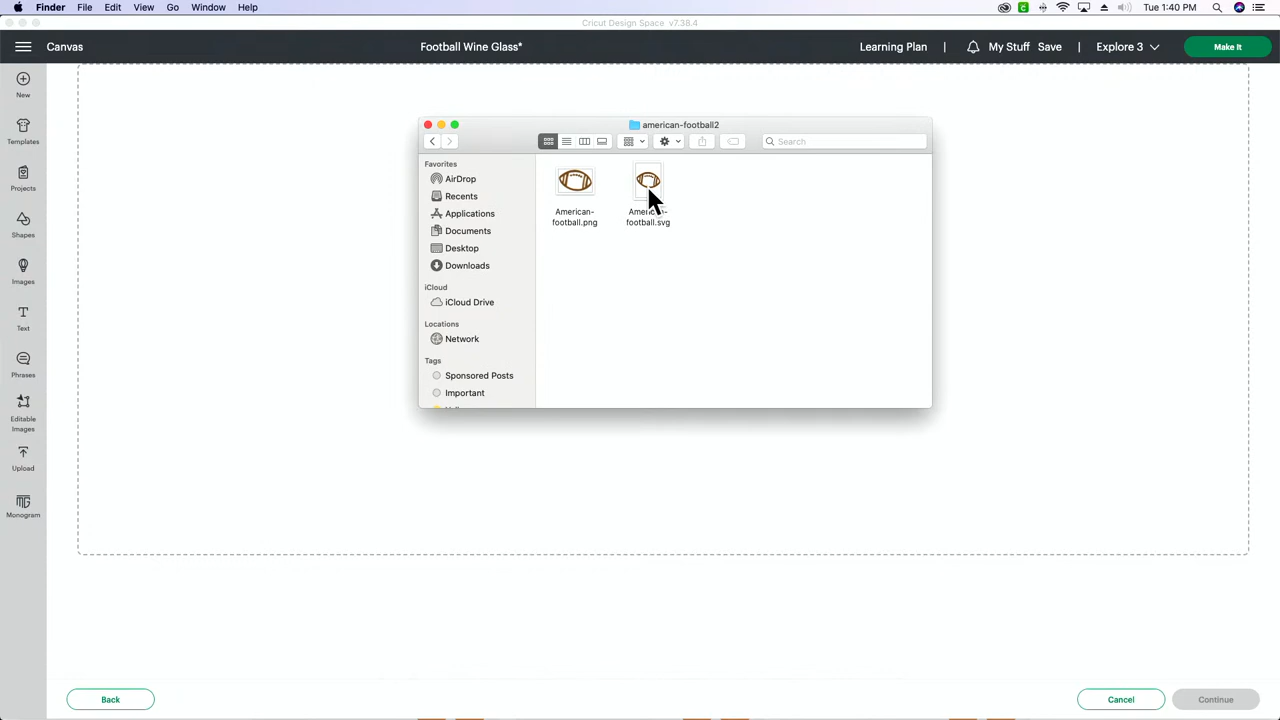 Finder File Edit View Go Window Help Tue 1:40 PM
Cricut Design Space v7.38.4
Canvas Football Wine Glass* Learning Plan | My Stuff Save | Explore 3 Make It
New
Templates
Projects
Shapes
Images
Text
Phrases
Editable
Images
Upload
Monogram
american-football2
Search
Favorites
AirDrop
Recents
Applications
Documents
Desktop
Downloads
iCloud
iCloud Drive
Locations
Network
Tags
Sponsored Posts
Important
American-
football.png
American-
football.svg
Back Cancel Continue